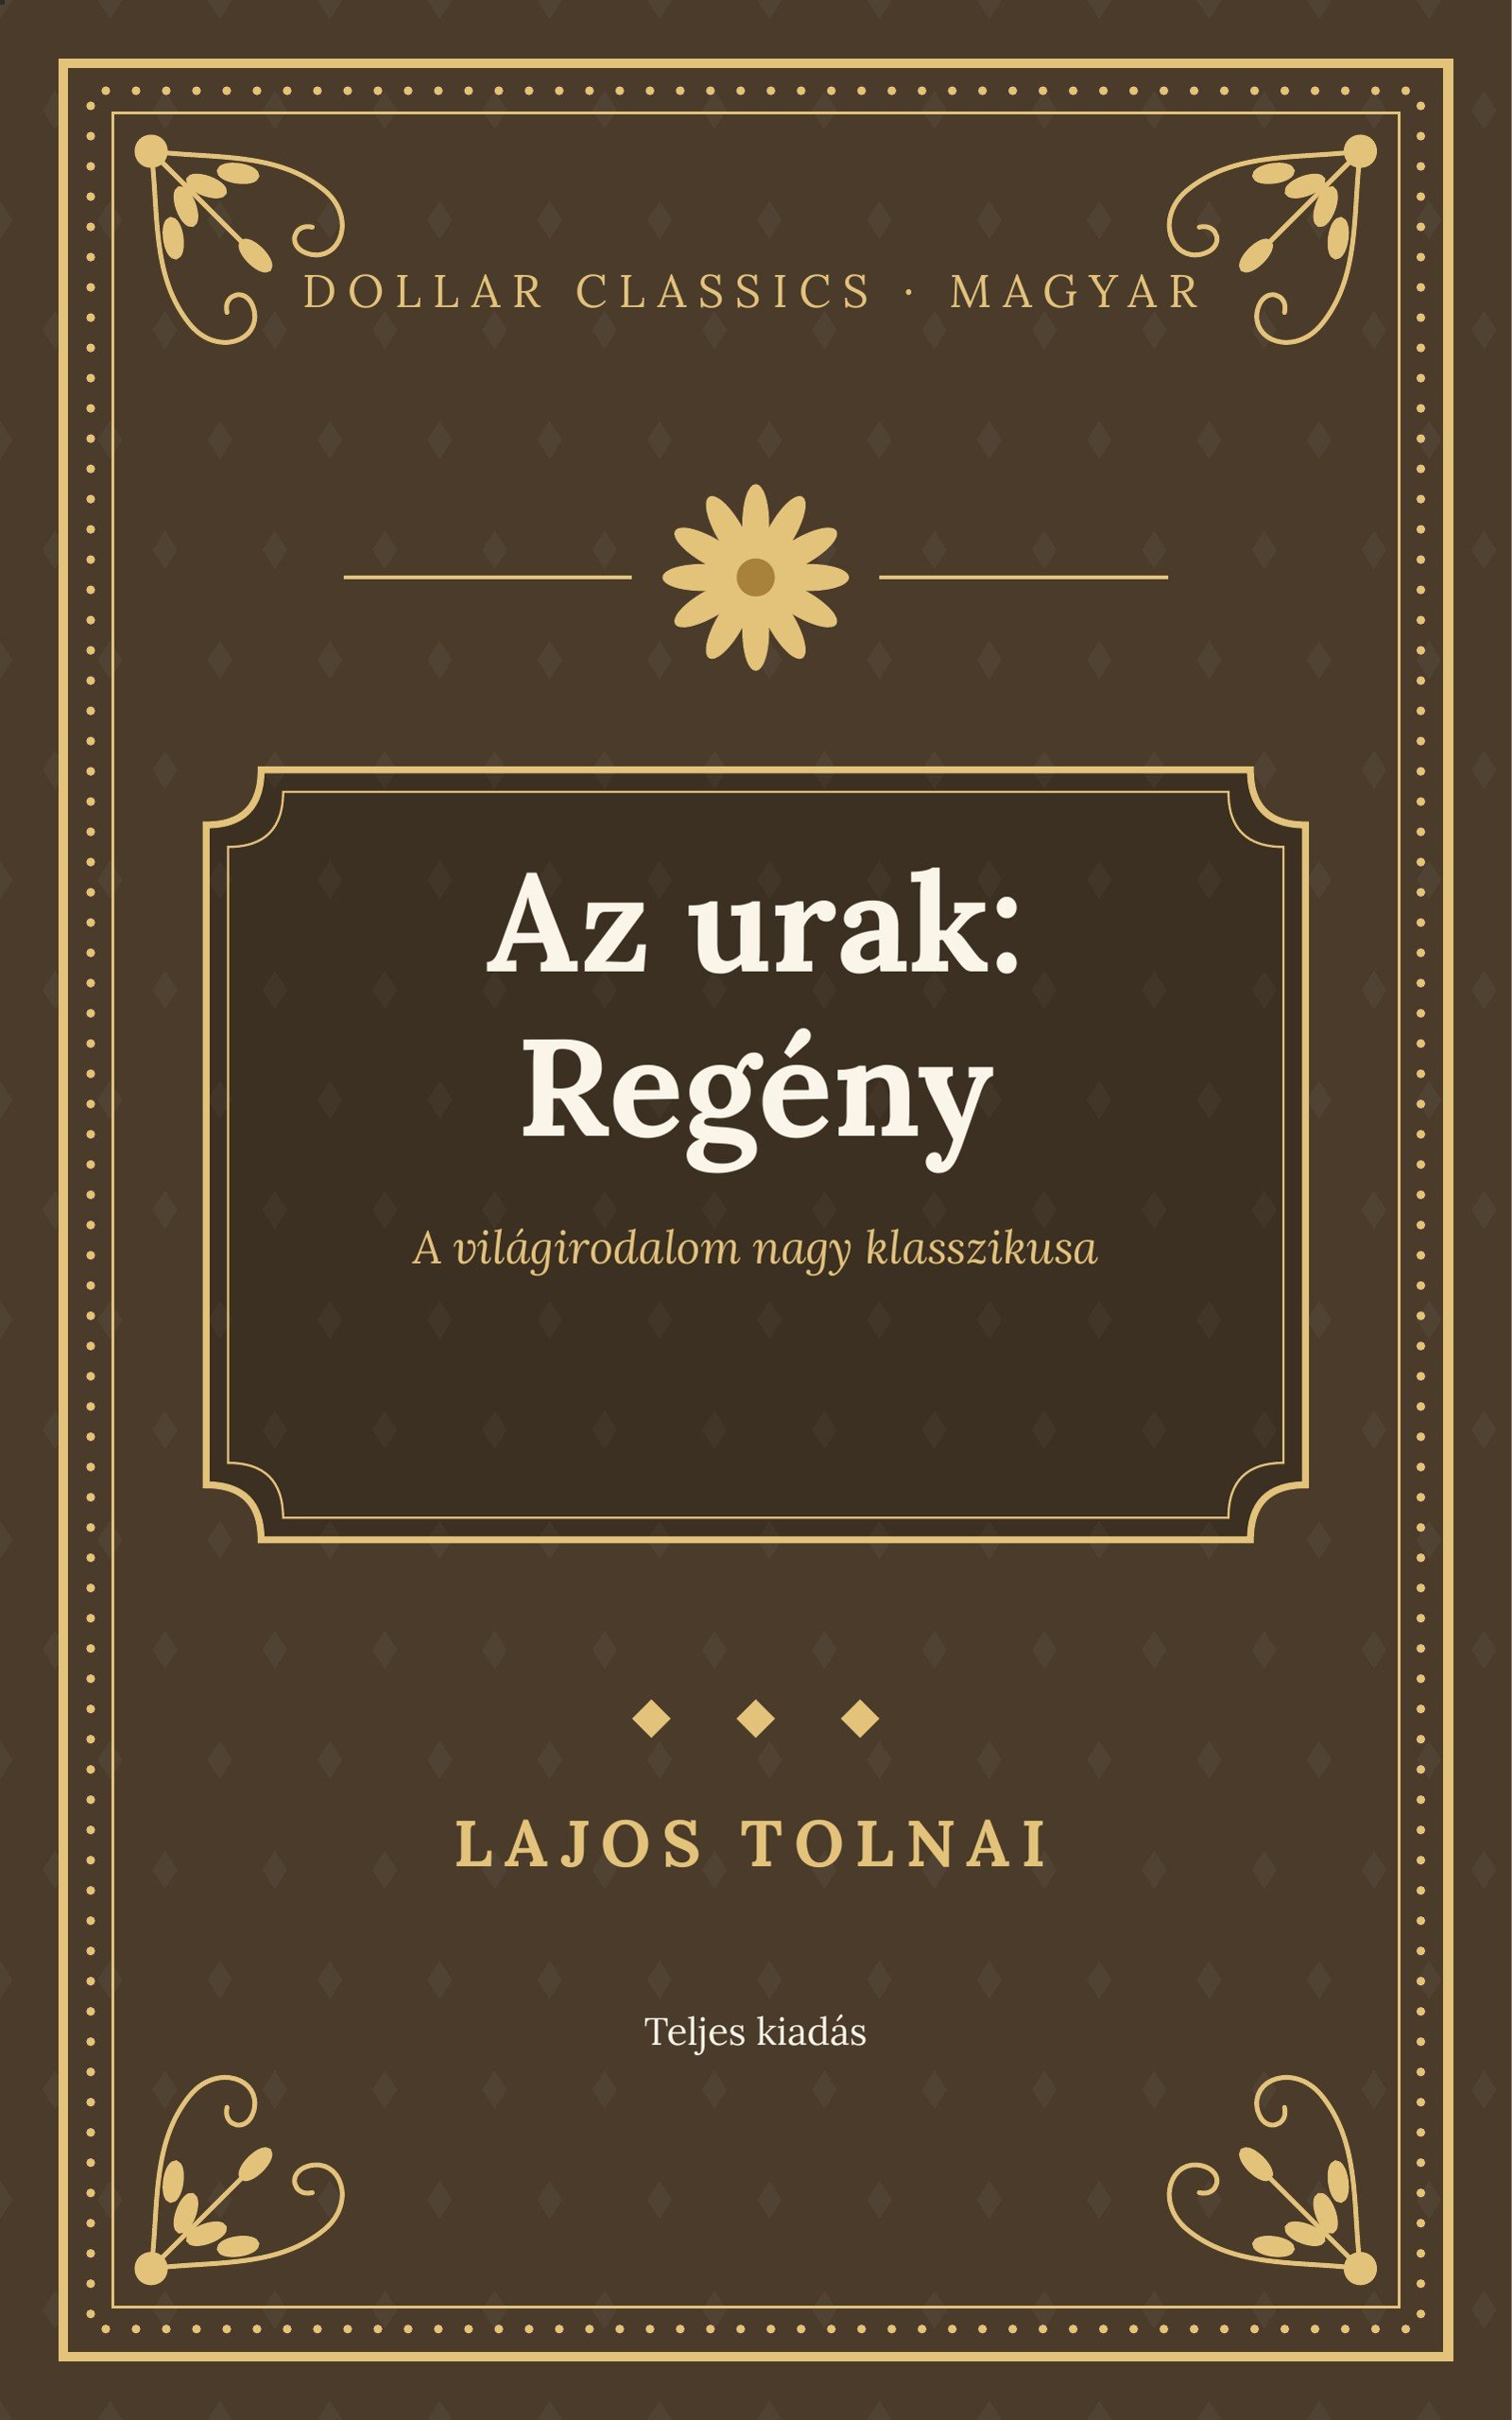 DOLLAR CLASSICS · MAGYAR
Az urak:
Regény
A világirodalom nagy klasszikusa
LAJOS TOLNAI
Teljes kiadás